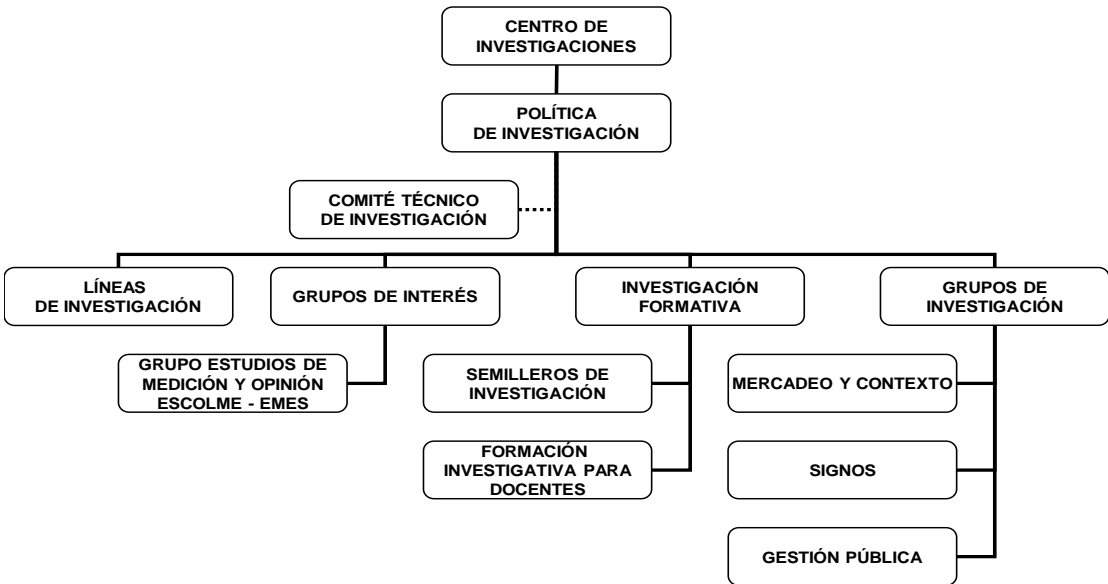 CENTRO DE
INVESTIGACIONES
POLÍTICA
DE INVESTIGACIÓN
COMITÉ TÉCNICO
DE INVESTIGACIÓN
LÍNEAS
DE INVESTIGACIÓN
GRUPOS DE INTERÉS
INVESTIGACIÓN
FORMATIVA
GRUPOS DE
INVESTIGACIÓN
GRUPO ESTUDIOS DE
MEDICIÓN Y OPINIÓN
ESCOLME - EMES
SEMILLEROS DE
INVESTIGACIÓN
MERCADEO Y CONTEXTO
FORMACIÓN
INVESTIGATIVA PARA
DOCENTES
SIGNOS
GESTIÓN PÚBLICA